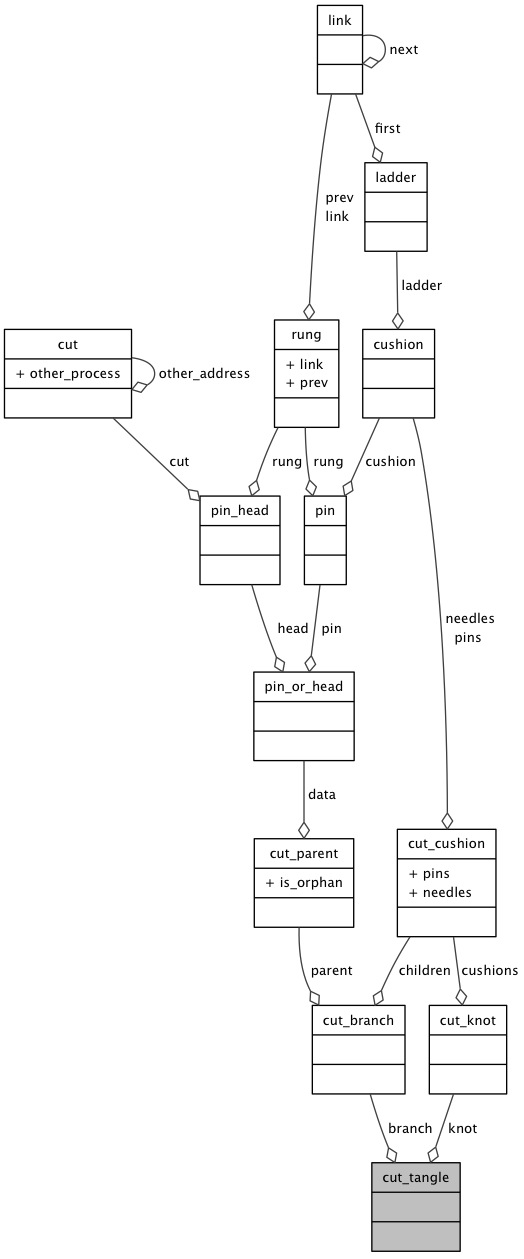 link
next
first
ladder
prev
link
ladder
rung
+ link
+ prev
cushion
cut
+ other_process
other_address
cut
rung
rung
cushion
pin_head
pin
head
pin
needles
pins
pin_or_head
data
cut_parent
+ is_orphan
cut_cushion
+ pins
+ needles
parent
children
cushions
cut_branch
cut_knot
branch
knot
cut_tangle